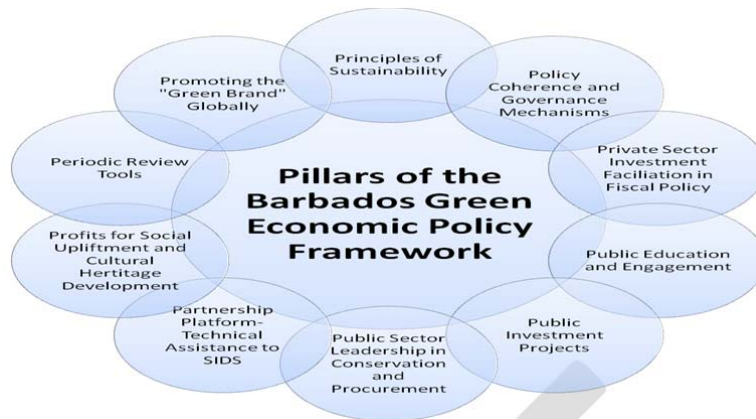 Principles of
Sustainability
Policy
Coherence and
Governance
Mechanisms
Private Sector
Investment
Faciliation in
Fiscal Policy
Public Education
and Engagement
Public
Investment
Projects
Public Sector
Leadership in
Conservation
and
Procurement
Partnership
Platform-
Technical
Assistance to
SIDS
Profits for Social
Upliftment and
Cultural
Hertitage
Development
Periodic Review
Tools
Promoting the
"Green Brand"
Globally
Pillars of the
Barbados Green
Economic Policy
Framework